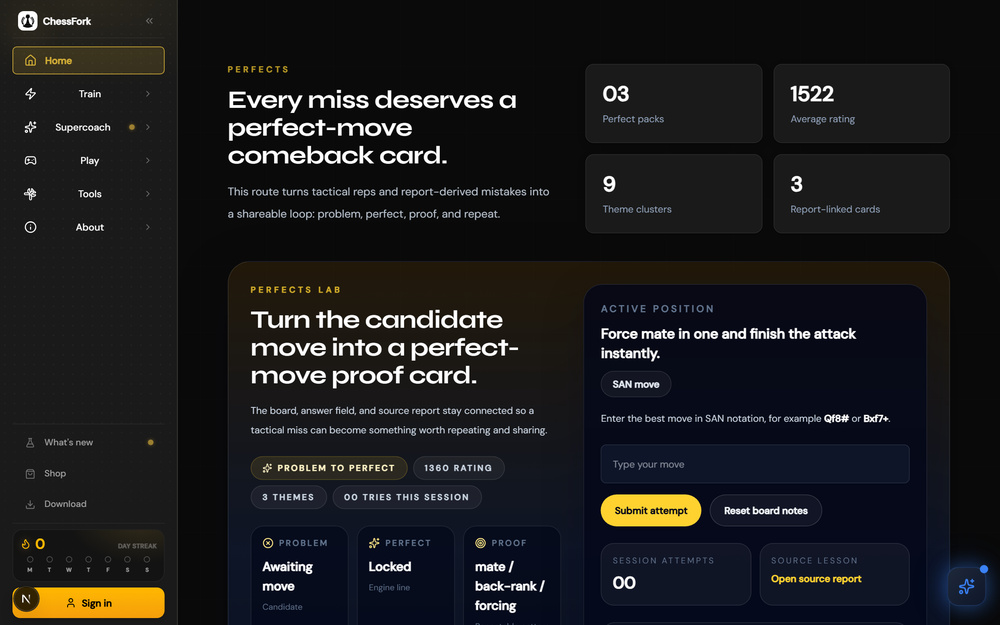 ChessFork
Home
Train
Supercoach
Play
Tools
About
What's new
Shop
Download
0
DAY STREAK
M T W T F S S
N
Sign in
PERFECTS
Every miss deserves a
perfect-move
comeback card.
This route turns tactical reps and report-derived mistakes into
a shareable loop: problem, perfect, proof, and repeat.
03
Perfect packs
1522
Average rating
9
Theme clusters
3
Report-linked cards
PERFECTS LAB
Turn the candidate
move into a perfect-
move proof card.
The board, answer field, and source report stay connected so a
tactical miss can become something worth repeating and sharing.
PROBLEM TO PERFECT
1360 RATING
3 THEMES
00 TRIES THIS SESSION
PROBLEM
Awaiting
move
Candidate
PERFECT
Locked
Engine line
PROOF
mate /
back-rank /
forcing
ACTIVE POSITION
Force mate in one and finish the attack
instantly.
SAN move
Enter the best move in SAN notation, for example Qf8# or Bxf7+.
Type your move
Submit attempt
Reset board notes
SESSION ATTEMPTS
00
SOURCE LESSON
Open source report